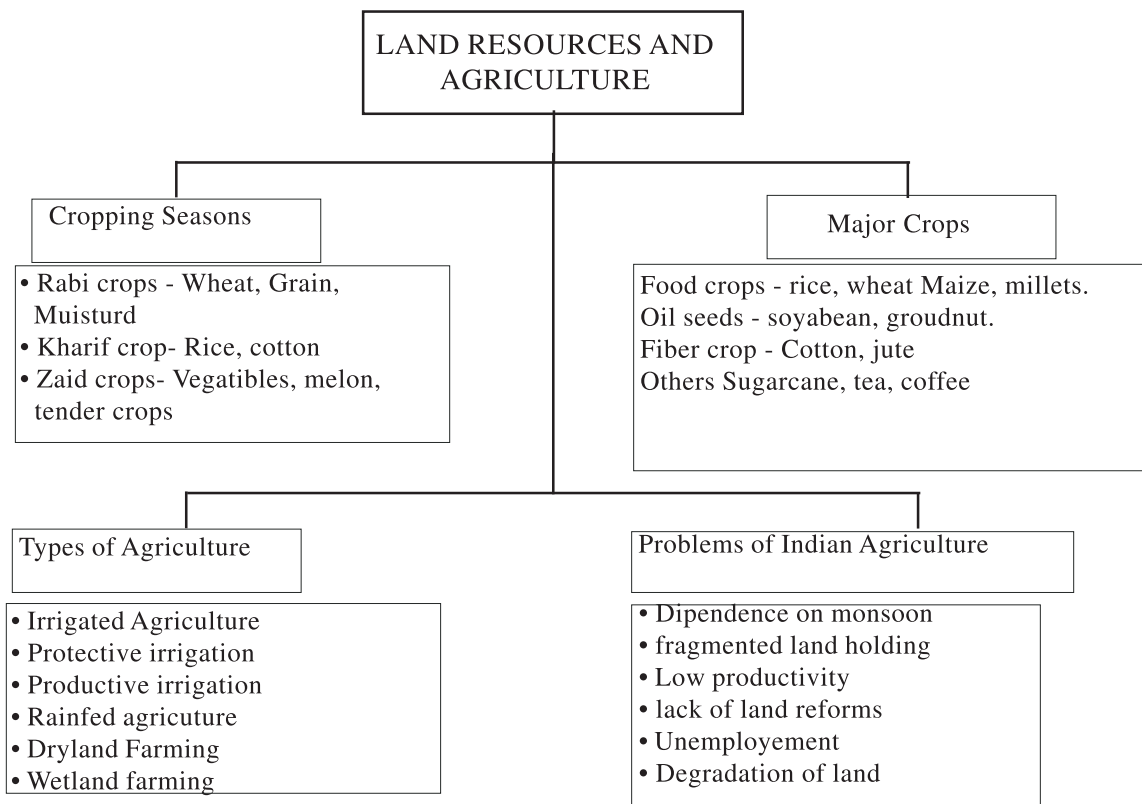 LAND RESOURCES AND
AGRICULTURE
Cropping Seasons
• Rabi crops - Wheat, Grain,
Muisturd
• Kharif crop- Rice, cotton
• Zaid crops- Vegatibles, melon,
tender crops
Major Crops
Food crops - rice, wheat Maize, millets.
Oil seeds - soyabean, groudnut.
Fiber crop - Cotton, jute
Others Sugarcane, tea, coffee
Types of Agriculture
• Irrigated Agriculture
• Protective irrigation
• Productive irrigation
• Rainfed agricuture
• Dryland Farming
• Wetland farming
Problems of Indian Agriculture
• Dipendence on monsoon
• fragmented land holding
• Low productivity
• lack of land reforms
• Unemployement
• Degradation of land